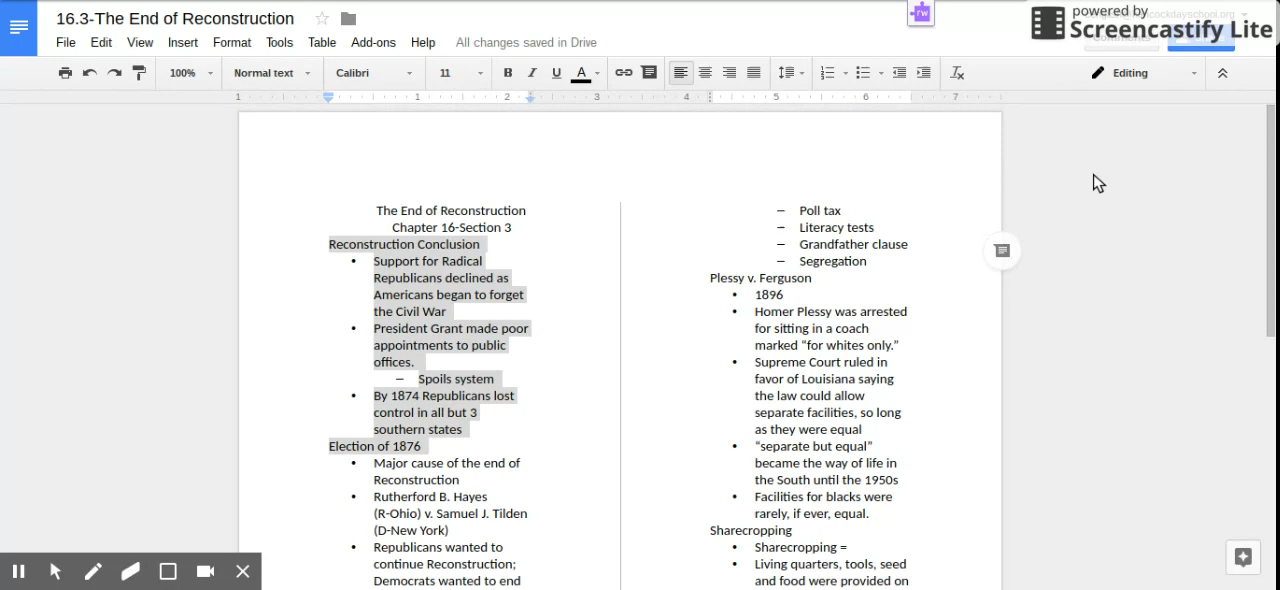 16.3-The End of Reconstruction
File Edit View Insert Format Tools Table Add-ons Help All changes saved in Drive
rw
powered by
Screencastify Lite
100% Normal text Calibri 11 B I U A Editing
1 1 2 3 4 5 6 7
The End of Reconstruction
Chapter 16-Section 3
Reconstruction Conclusion
• Support for Radical
Republicans declined as
Americans began to forget
the Civil War
• President Grant made poor
appointments to public
offices.
– Spoils system
• By 1874 Republicans lost
control in all but 3
southern states
Election of 1876
• Major cause of the end of
Reconstruction
• Rutherford B. Hayes
(R-Ohio) v. Samuel J. Tilden
(D-New York)
• Republicans wanted to
continue Reconstruction;
Democrats wanted to end
– Poll tax
– Literacy tests
– Grandfather clause
– Segregation
Plessy v. Ferguson
• 1896
• Homer Plessy was arrested
for sitting in a coach
marked “for whites only.”
• Supreme Court ruled in
favor of Louisiana saying
the law could allow
separate facilities, so long
as they were equal
• “separate but equal”
became the way of life in
the South until the 1950s
• Facilities for blacks were
rarely, if ever, equal.
Sharecropping
• Sharecropping =
• Living quarters, tools, seed
and food were provided on